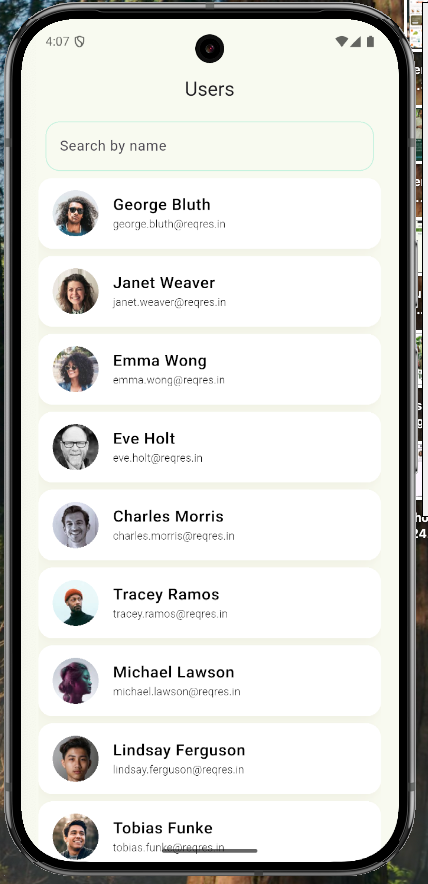 4:07
Users
Search by name
George Bluth
george.bluth@reqres.in
Janet Weaver
janet.weaver@reqres.in
Emma Wong
emma.wong@reqres.in
Eve Holt
eve.holt@reqres.in
Charles Morris
charles.morris@reqres.in
Tracey Ramos
tracey.ramos@reqres.in
Michael Lawson
michael.lawson@reqres.in
Lindsay Ferguson
lindsay.ferguson@reqres.in
Tobias Funke
tobias.funke@reqres.in